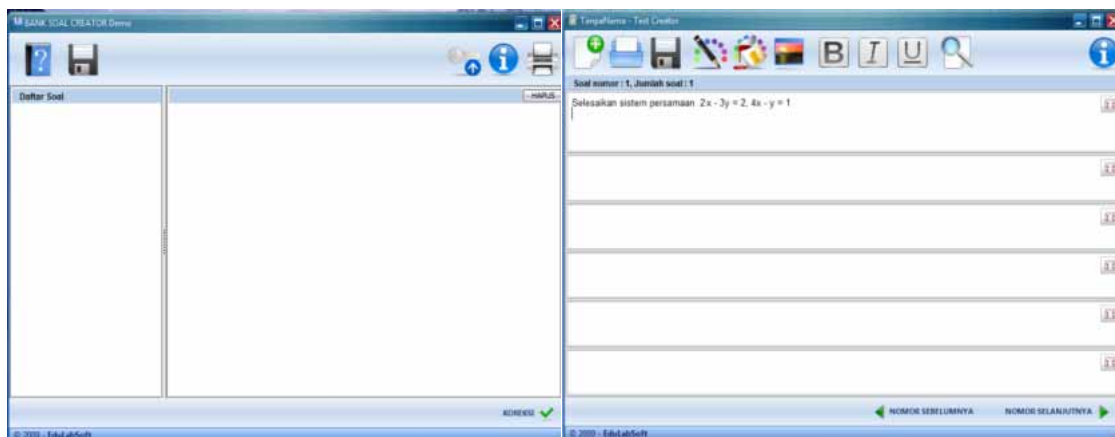 BANK SOAL CREATOR Demo
Daftar Soal
HAPUS
KOREKSI
© 2009 - EduLabSoft
TanpaNama - Test Creator
B I U
Soal nomor : 1, Jumlah soal : 1
Selesaikan sistem persamaan 2x - 3y = 2, 4x - y = 1
NOMOR SEBELUMNYA NOMOR SELANJUTNYA
© 2009 - EduLabSoft